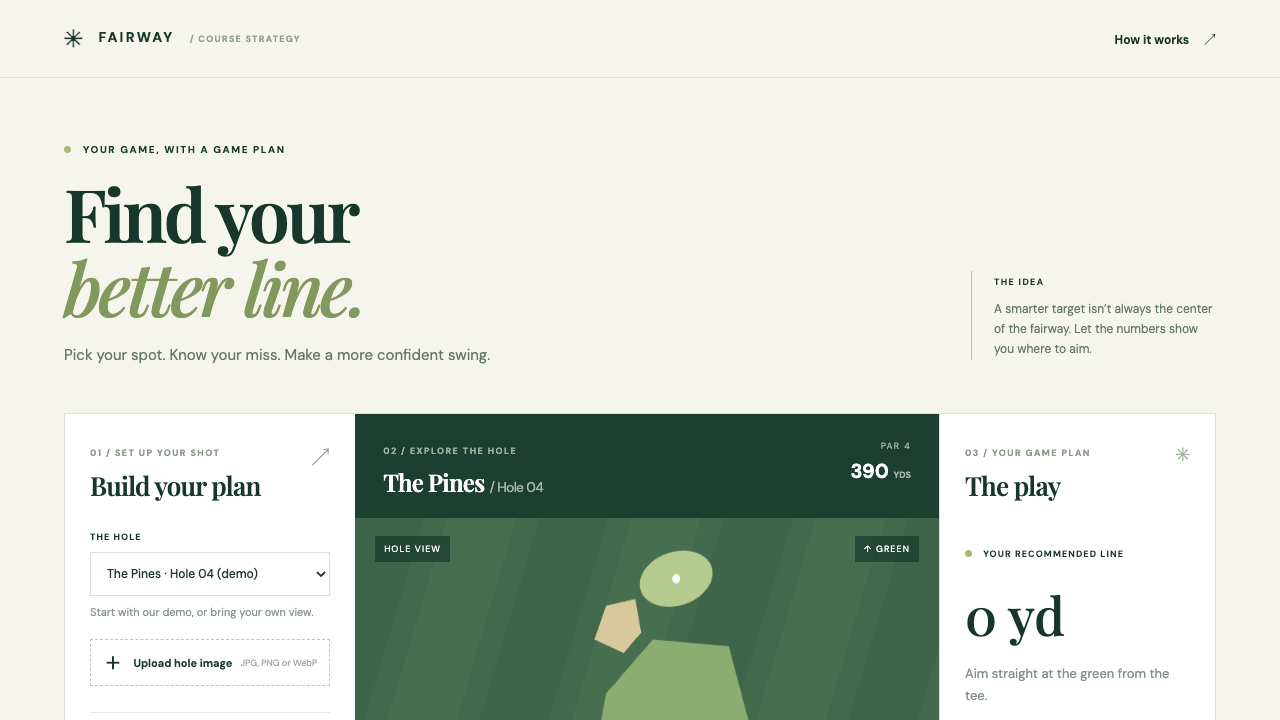 FAIRWAY / COURSE STRATEGY
How it works ↗
YOUR GAME, WITH A GAME PLAN
Find your
better line.
Pick your spot. Know your miss. Make a more confident swing.
THE IDEA
A smarter target isn’t always the center
of the fairway. Let the numbers show
you where to aim.
01 / SET UP YOUR SHOT
Build your plan
THE HOLE
The Pines · Hole 04 (demo)
Start with our demo, or bring your own view.
+ Upload hole image JPG, PNG or WebP
02 / EXPLORE THE HOLE
The Pines / Hole 04
PAR 4
390 YDS
HOLE VIEW
↑ GREEN
03 / YOUR GAME PLAN
The play
YOUR RECOMMENDED LINE
0 yd
Aim straight at the green from the
tee.